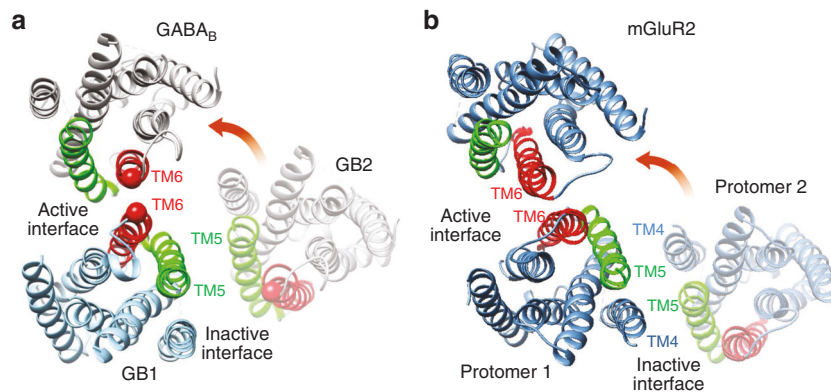 a
GABA_B
TM6
TM6
GB2
Active
interface
TM5
TM5
Inactive
interface
GB1
b
mGluR2
Protomer 2
TM6
TM6
Active
interface
TM4
TM5
TM5
TM4
Inactive
interface
Protomer 1